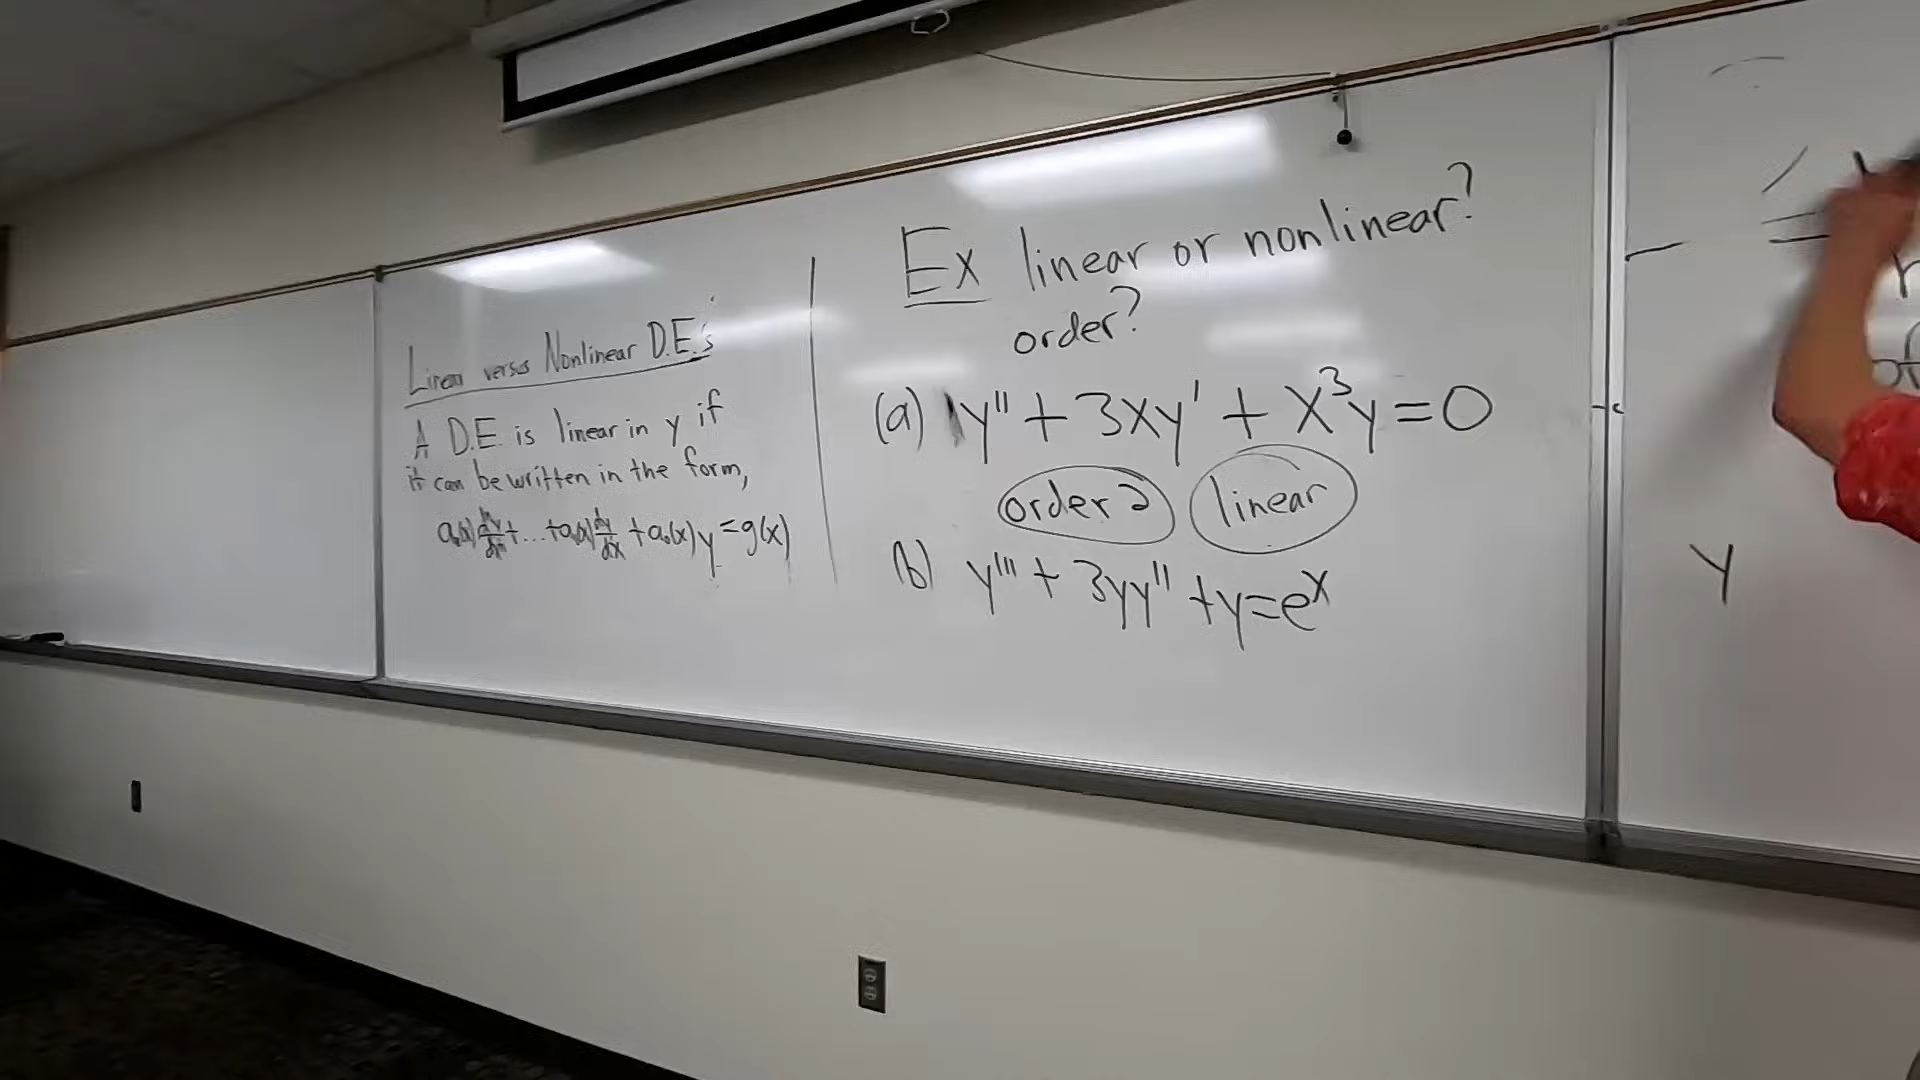 Linear versus Nonlinear D.E.'s
A D.E. is linear in y if
it can be written in the form,
aₙ(x) dⁿy/dxⁿ + ... + a₁(x) dy/dx + a₀(x)y = g(x)
Ex linear or nonlinear?
order?
(a) 1y'' + 3xy' + x³y = 0
order 2 linear
(b) y''' + 3yy'' + y = eˣ
y